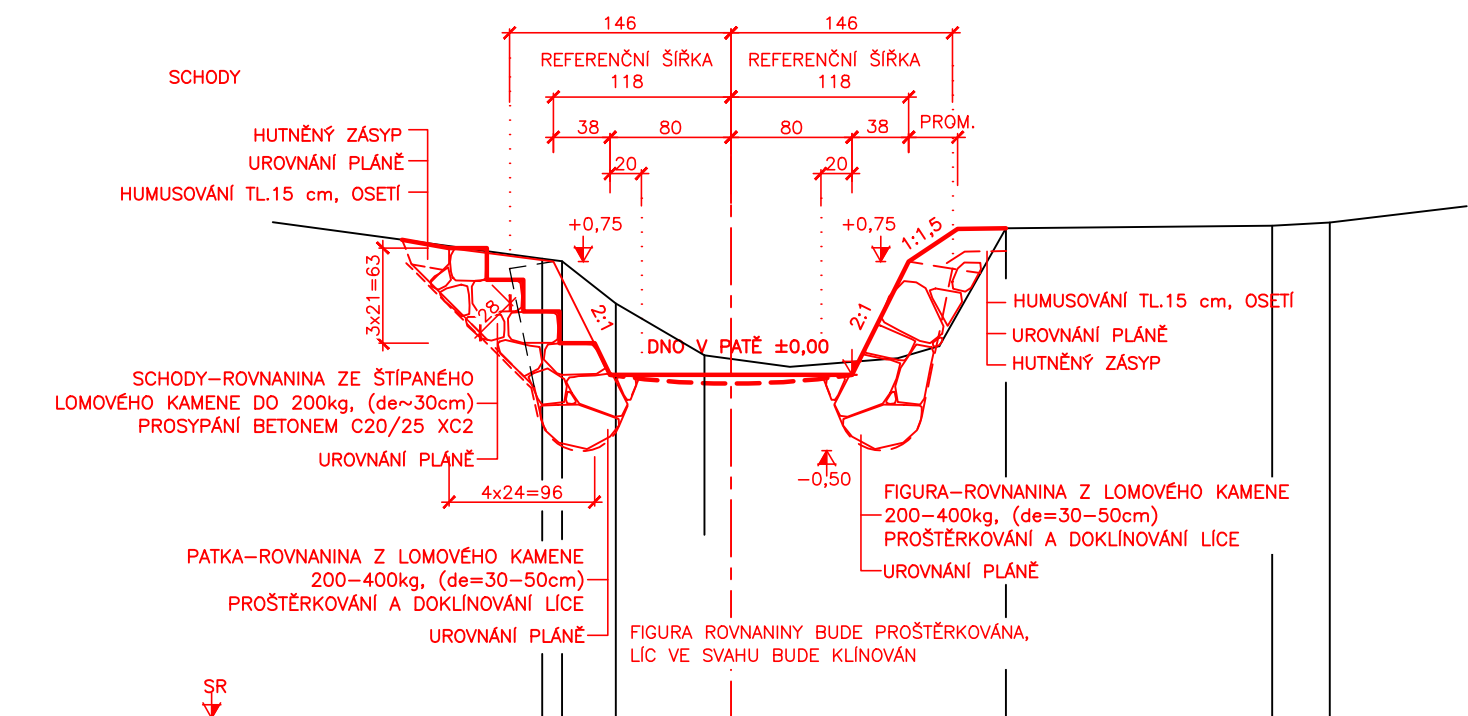 146
146
REFERENČNÍ ŠÍŘKA
REFERENČNÍ ŠÍŘKA
118
118
SCHODY
38
80
80
38
PROM.
HUTNĚNÝ ZÁSYP
UROVNÁNÍ PLÁNĚ
HUMUSOVÁNÍ TL.15 cm, OSETÍ
20
20
+0,75
+0,75
1:1,5
3x21=63
28
2:1
2:1
HUMUSOVÁNÍ TL.15 cm, OSETÍ
UROVNÁNÍ PLÁNĚ
HUTNĚNÝ ZÁSYP
DNO V PATĚ ±0,00
SCHODY–ROVNANINA ZE ŠTÍPANÉHO
LOMOVÉHO KAMENE DO 200kg, (de~30cm)
PROSYPÁNÍ BETONEM C20/25 XC2
UROVNÁNÍ PLÁNĚ
4x24=96
–0,50
FIGURA–ROVNANINA Z LOMOVÉHO KAMENE
200–400kg, (de=30–50cm)
PROŠTĚRKOVÁNÍ A DOKLÍNOVÁNÍ LÍCE
UROVNÁNÍ PLÁNĚ
PATKA–ROVNANINA Z LOMOVÉHO KAMENE
200–400kg, (de=30–50cm)
PROŠTĚRKOVÁNÍ A DOKLÍNOVÁNÍ LÍCE
UROVNÁNÍ PLÁNĚ
FIGURA ROVNANINY BUDE PROŠTĚRKOVÁNA,
LÍC VE SVAHU BUDE KLÍNOVÁN
SR